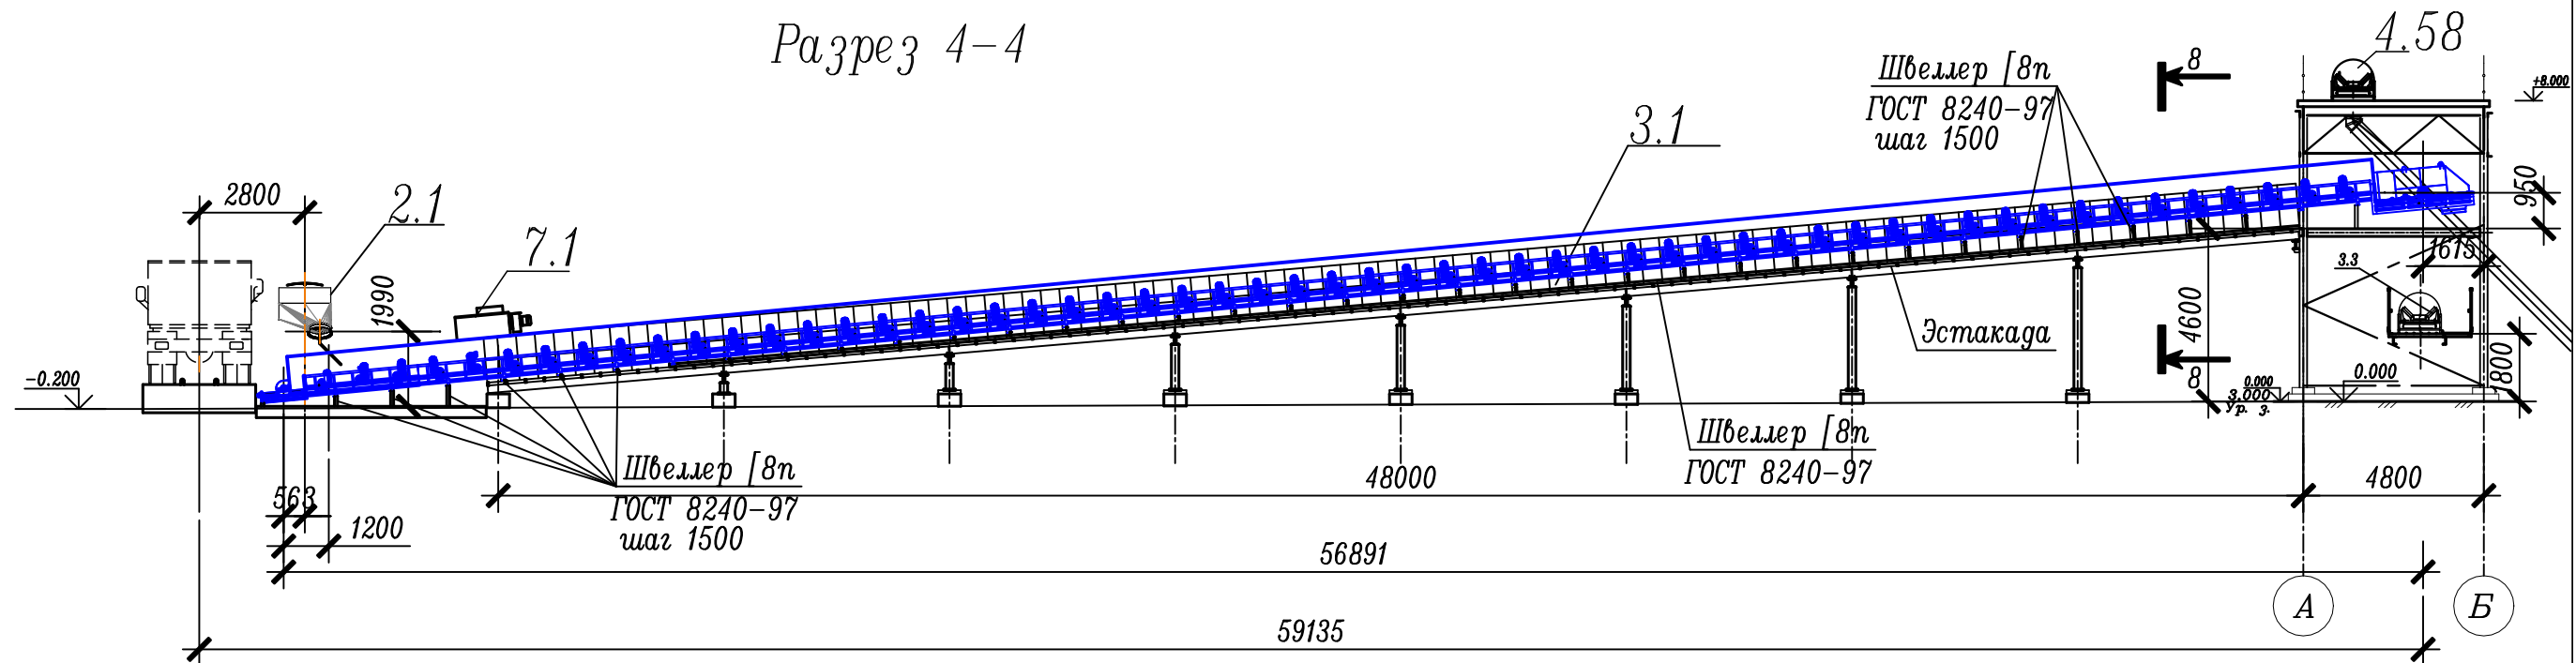 Разрез 4-4
4.58
8
Швеллер [8п
ГОСТ 8240-97
шаг 1500
+8.000
3.1
2800
2.1
7.1
950
1615
3.3
1990
4600
Эстакада
1800
-0.200
8
0.000
0.000
3.000
Ур. з.
Швеллер [8п
ГОСТ 8240-97
Швеллер [8п
ГОСТ 8240-97
шаг 1500
48000
4800
563
1200
56891
А
Б
59135